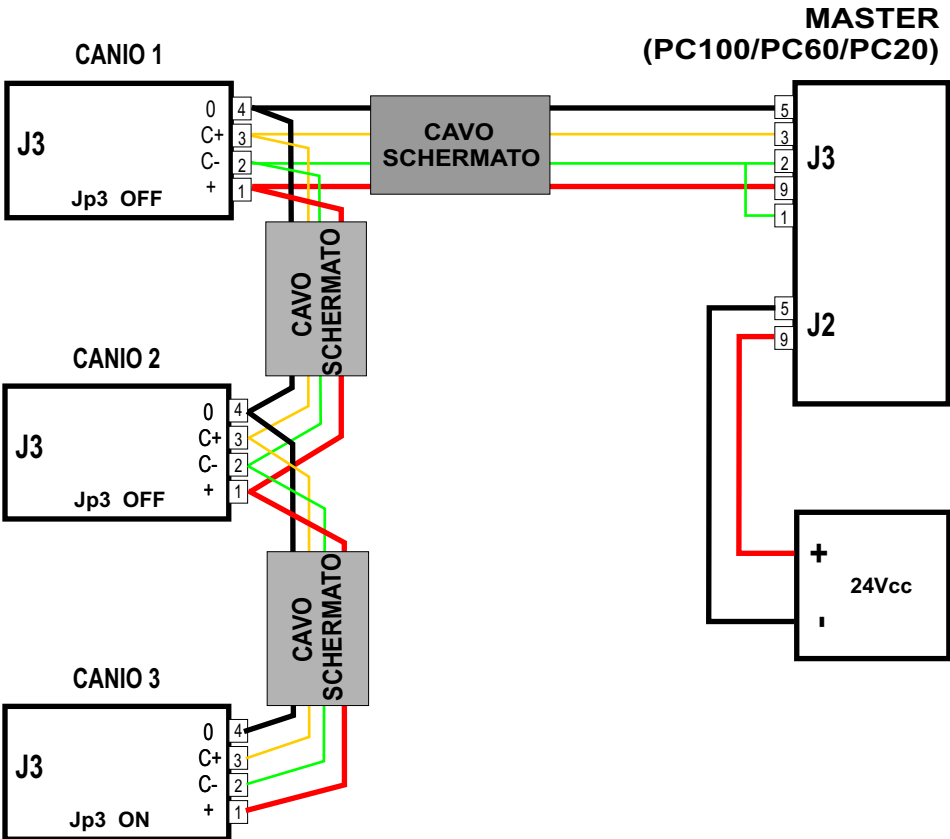 MASTER
(PC100/PC60/PC20)
CANIO 1
J3
0 4
C+ 3
C- 2
+ 1
Jp3 OFF
CAVO
SCHERMATO
5
3
2
9
1
J3
5
9
J2
CAVO
SCHERMATO
CANIO 2
J3
0 4
C+ 3
C- 2
+ 1
Jp3 OFF
+
24Vcc
-
CAVO
SCHERMATO
CANIO 3
J3
0 4
C+ 3
C- 2
+ 1
Jp3 ON